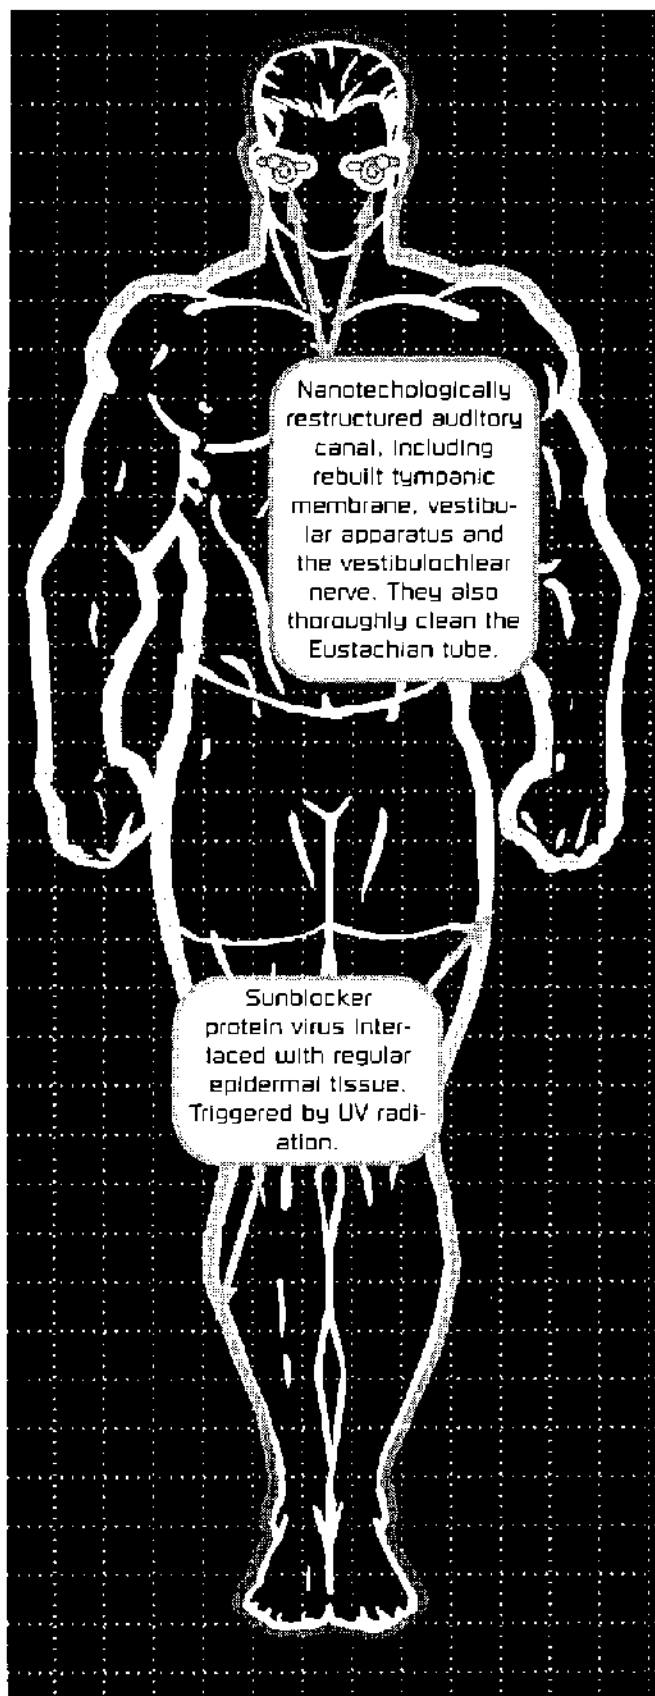 Nanotechologically
restructured auditory
canal, including
rebuilt tympanic
membrane, vestibu-
lar apparatus and
the vestibulochlear
nerve. They also
thoroughly clean the
Eustachian tube.
Sunblocker
protein virus inter-
laced with regular
epidermal tissue.
Triggered by UV radi-
ation.